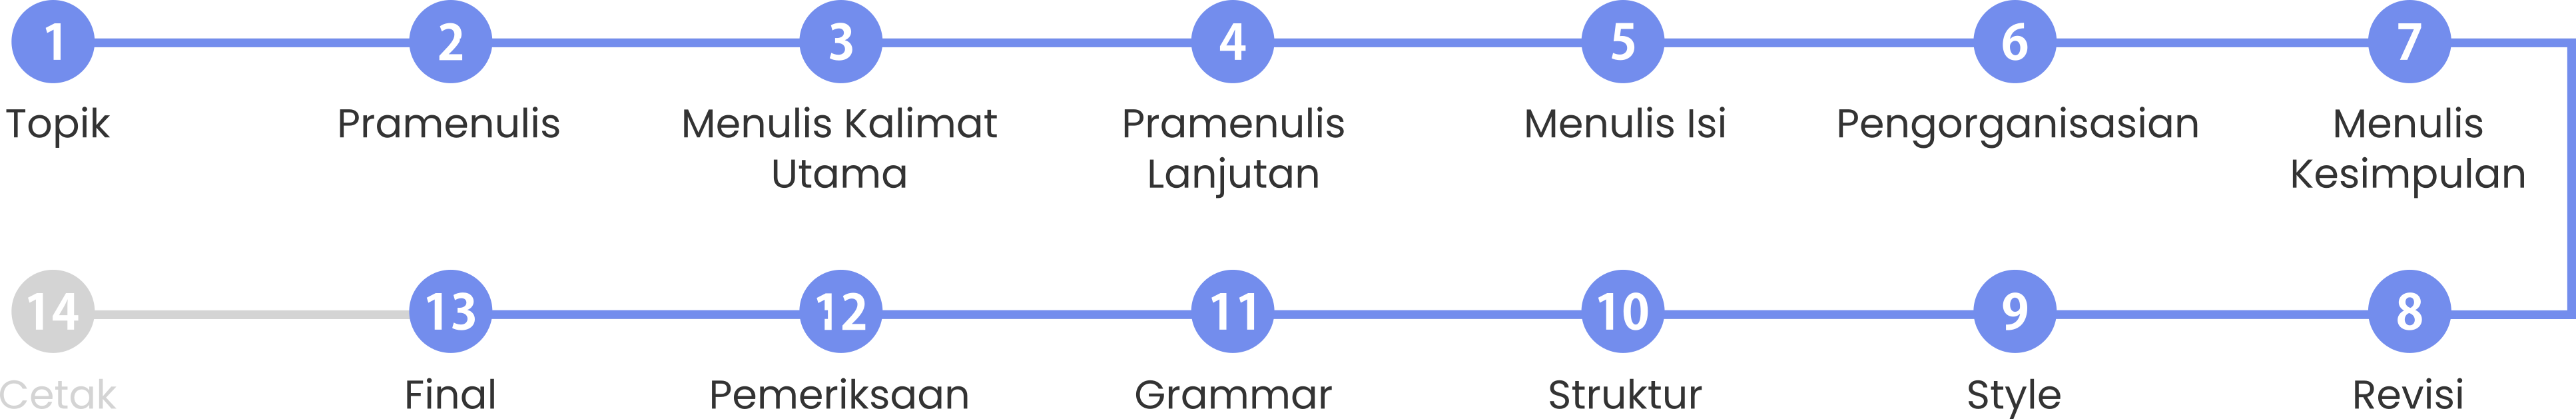 1 2 3 4 5 6 7
Topik Pramenulis Menulis Kalimat Pramenulis Menulis Isi Pengorganisasian Menulis
Utama Lanjutan Kesimpulan
14 13 12 11 10 9 8
Cetak Final Pemeriksaan Grammar Struktur Style Revisi